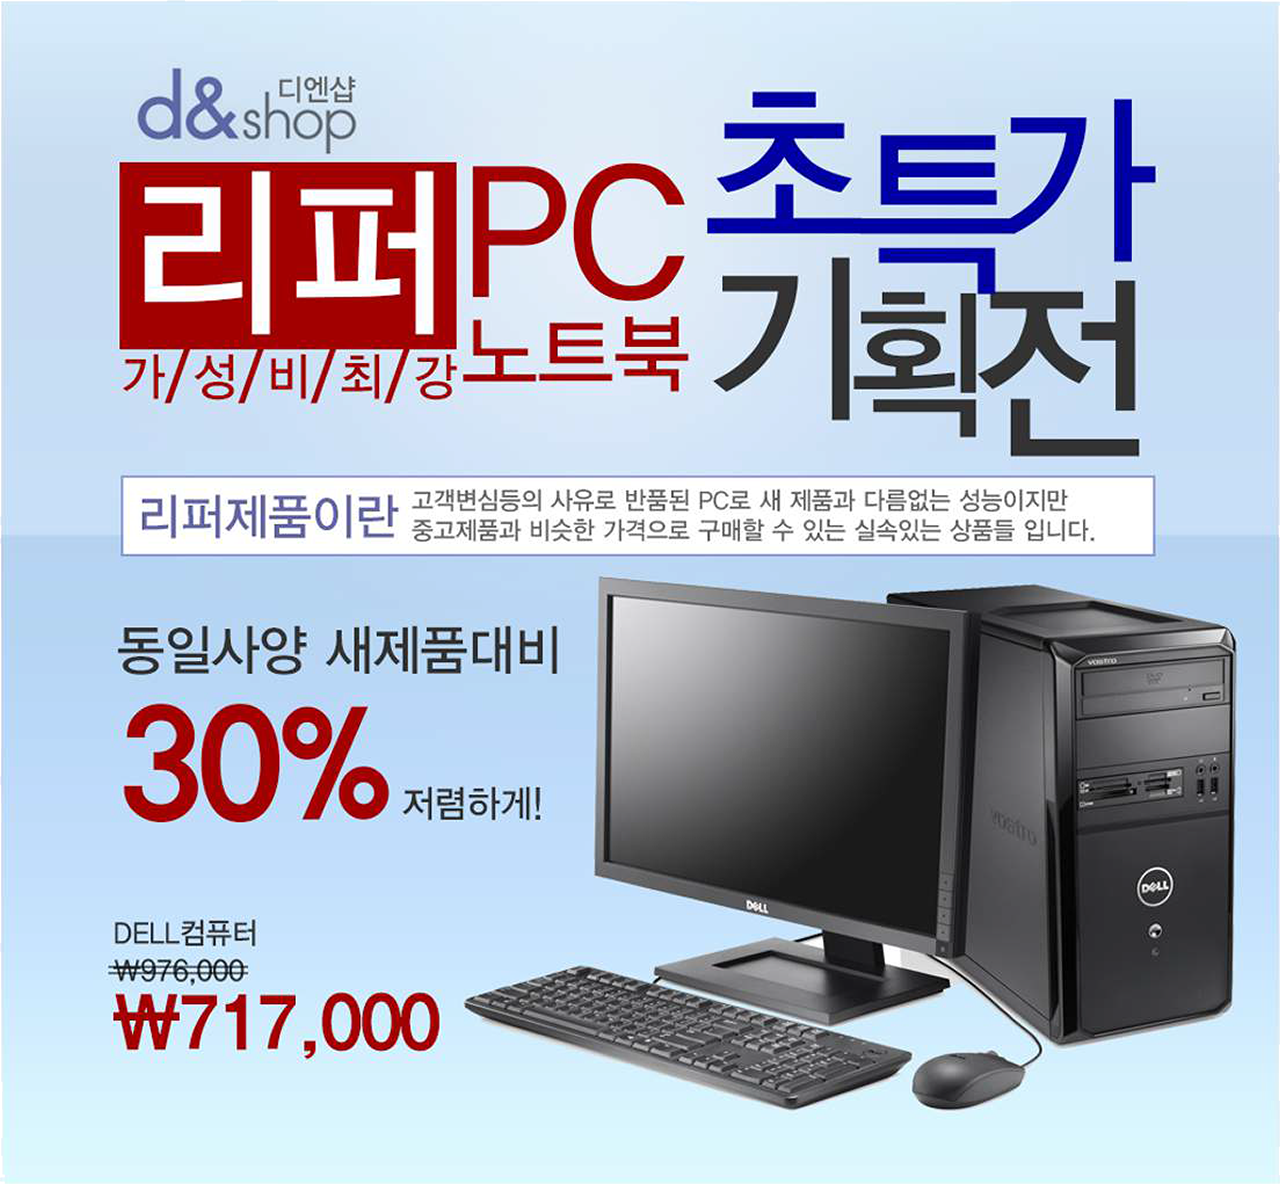 디엔샵
d&shop
리퍼 PC
가/성/비/최/강 노트북
초특가
기획전
리퍼제품이란
고객변심등의 사유로 반품된 PC로 새 제품과 다름없는 성능이지만
중고제품과 비슷한 가격으로 구매할 수 있는 실속있는 상품들 입니다.
동일사양 새제품대비
30% 저렴하게!
DELL컴퓨터
₩976,000
₩717,000
DELL
vostro
DVD
vostro
DELL